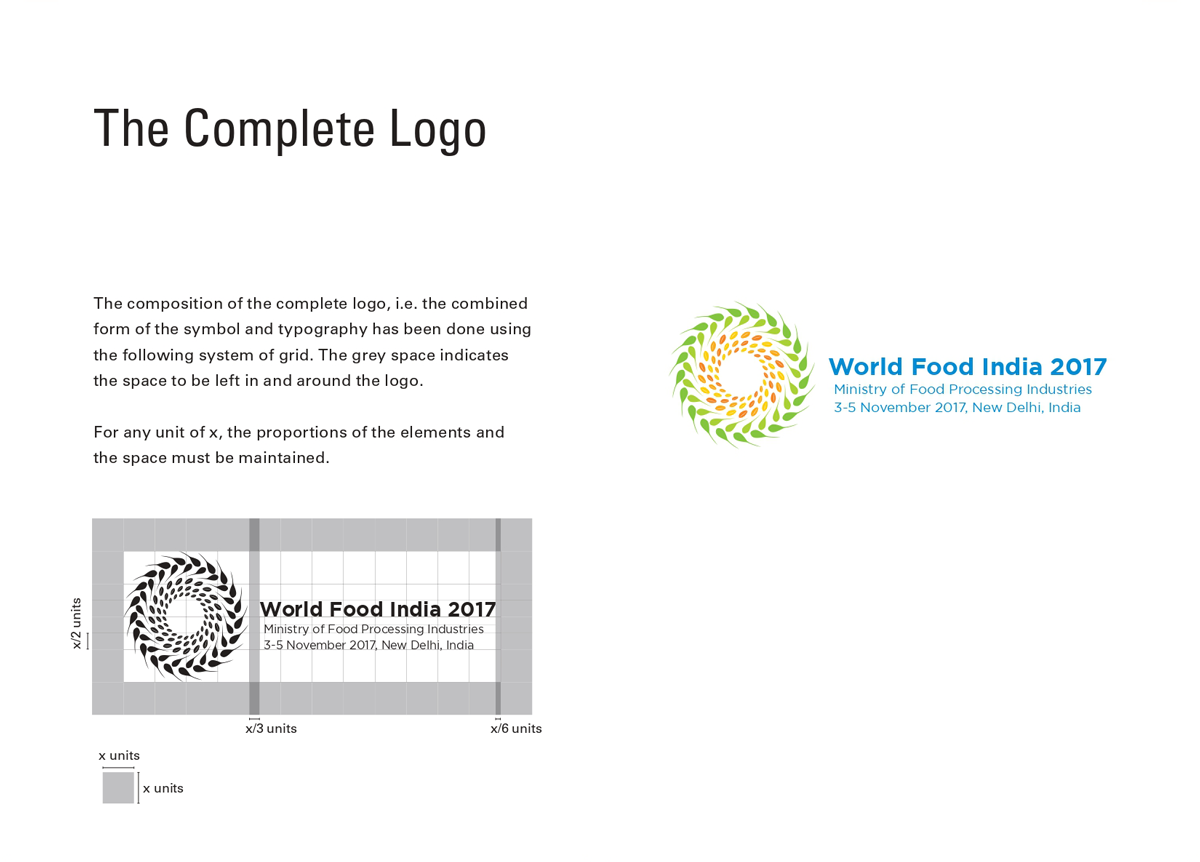 The Complete Logo
The composition of the complete logo, i.e. the combined
form of the symbol and typography has been done using
the following system of grid. The grey space indicates
the space to be left in and around the logo.
For any unit of x, the proportions of the elements and
the space must be maintained.
World Food India 2017
Ministry of Food Processing Industries
3-5 November 2017, New Delhi, India
x/2 units
World Food India 2017
Ministry of Food Processing Industries
3-5 November 2017, New Delhi, India
x/3 units
x/6 units
x units
x units